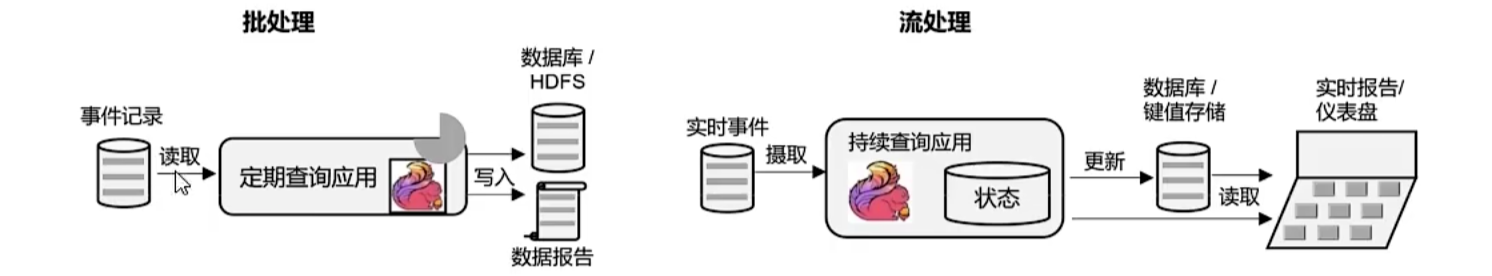 批处理
事件记录
读取
定期查询应用
写入
数据库 /
HDFS
数据报告
流处理
实时事件
摄取
持续查询应用
状态
更新
数据库 /
键值存储
读取
实时报告/
仪表盘